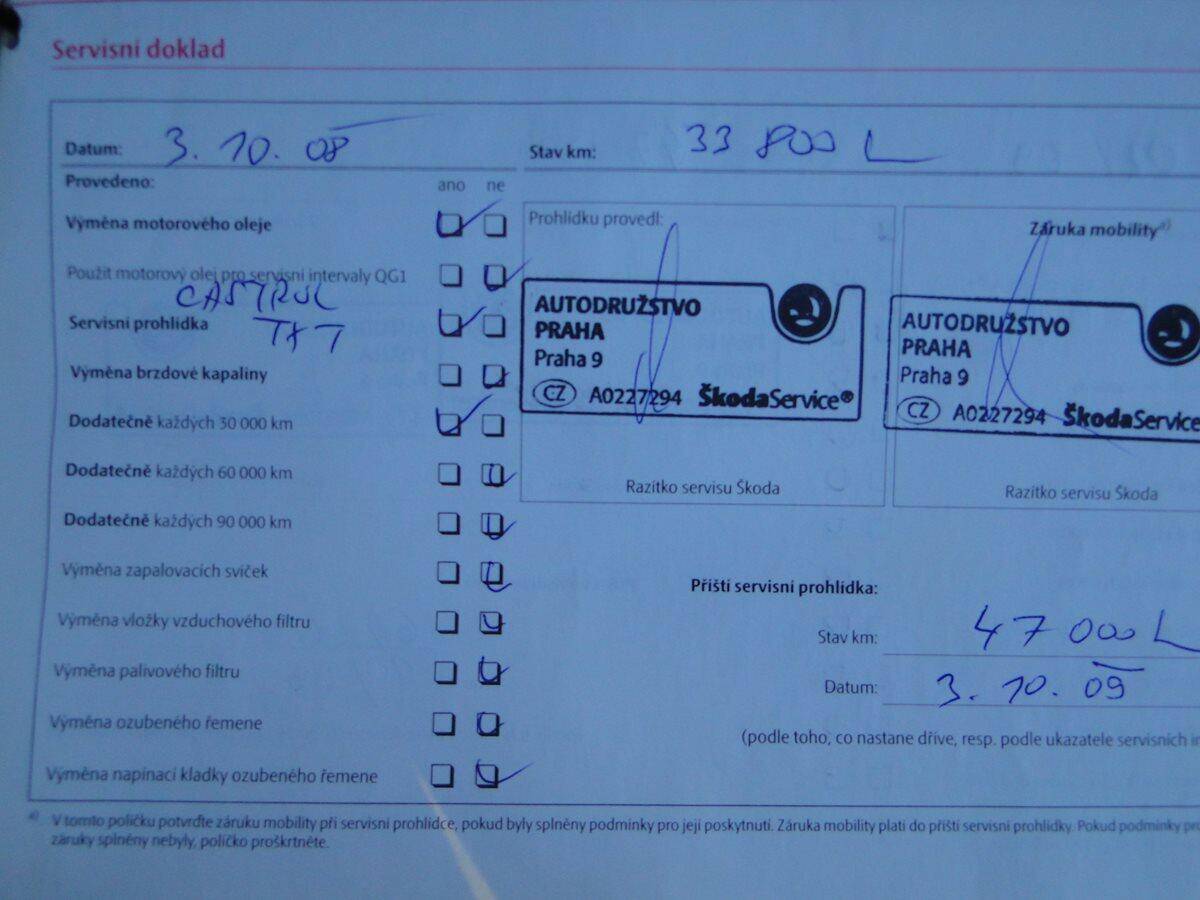 Servisní doklad
Datum: 3. 10. 08
Stav km: 33 800
Provedeno: ano ne
Výměna motorového oleje
Použit motorový olej pro servisní intervaly QG1
CASTROL
Servisní prohlídka
TXT
Výměna brzdové kapaliny
Dodatečně každých 30 000 km
Dodatečně každých 60 000 km
Dodatečně každých 90 000 km
Výměna zapalovacích svíček
Výměna vložky vzduchového filtru
Výměna palivového filtru
Výměna ozubeného řemene
Výměna napínací kladky ozubeného řemene
Prohlídku provedl:
AUTODRUŽSTVO
PRAHA
Praha 9
CZ A0227294 ŠkodaService®
Razítko servisu Škoda
Záruka mobility a)
AUTODRUŽSTVO
PRAHA
Praha 9
CZ A0227294 ŠkodaService
Razítko servisu Škoda
Příští servisní prohlídka:
Stav km: 47 000
Datum: 3. 10. 09
(podle toho, co nastane dříve, resp. podle ukazatele servisních
a) V tomto políčku potvrďte záruku mobility při servisní prohlídce, pokud byly splněny podmínky pro její poskytnutí. Záruka mobility platí do příští servisní prohlídky. Pokud podmínky
záruky splněny nebyly, políčko proškrtněte.